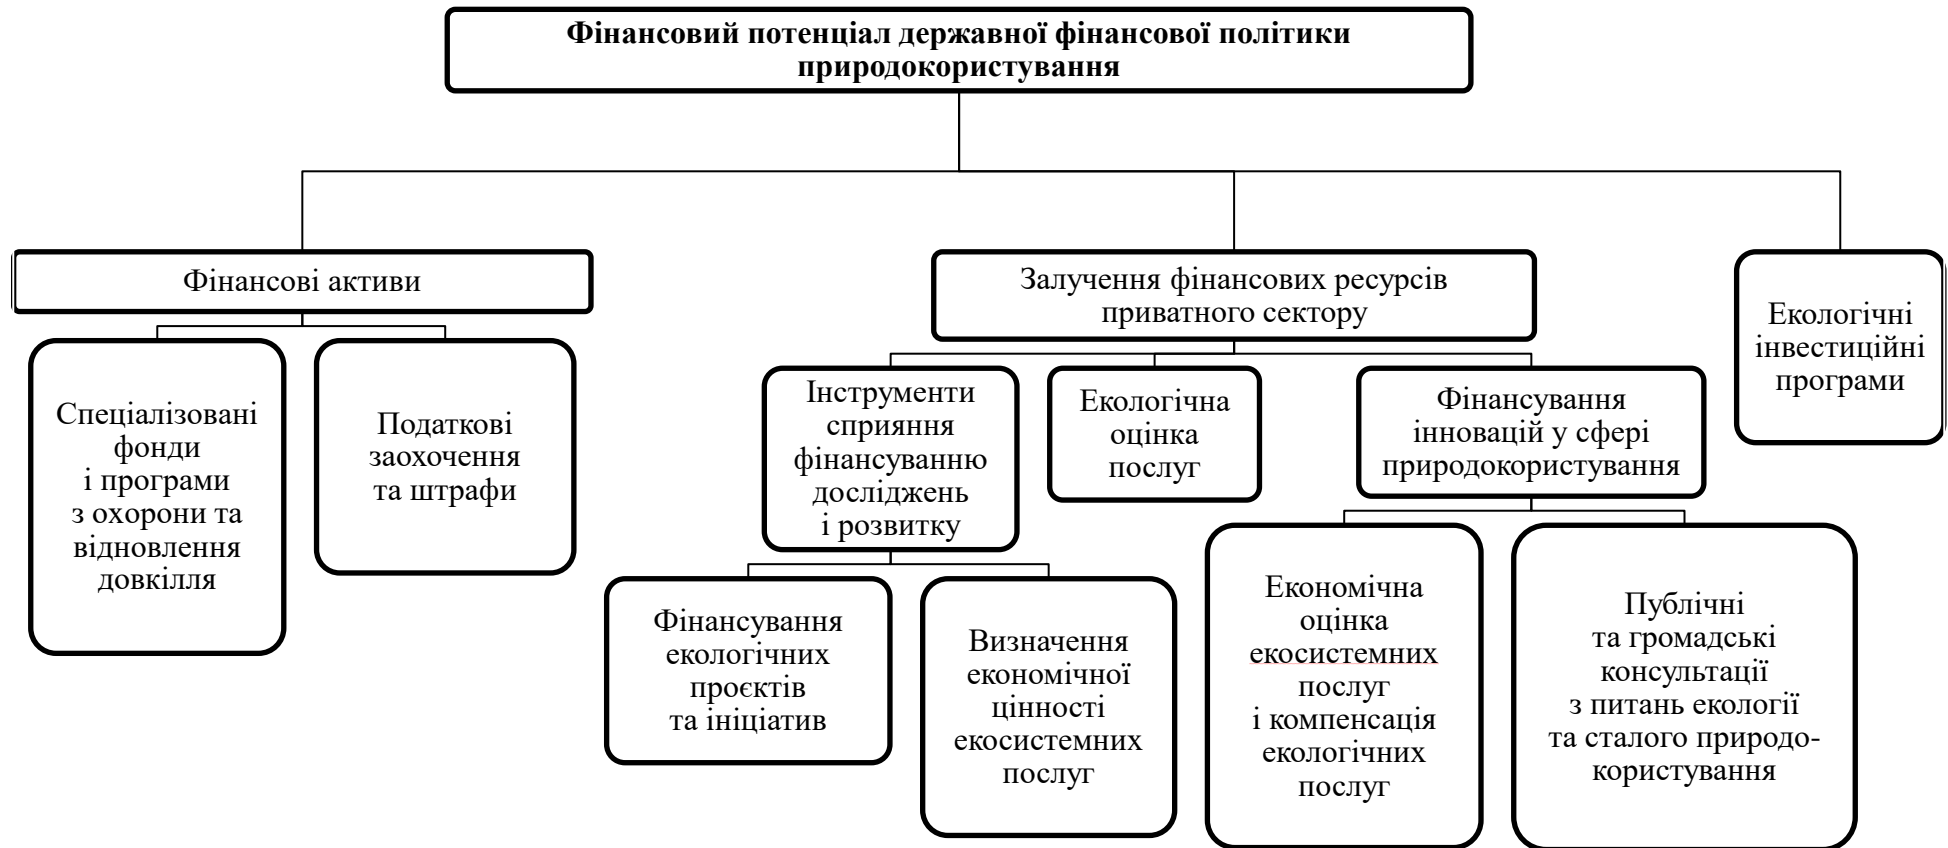 Фінансовий потенціал державної фінансової політики
природокористування
Фінансові активи
Залучення фінансових ресурсів
приватного сектору
Екологічні
інвестиційні
програми
Спеціалізовані
фонди
і програми
з охорони та
відновлення
довкілля
Податкові
заохочення
та штрафи
Інструменти
сприяння
фінансуванню
досліджень
і розвитку
Екологічна
оцінка
послуг
Фінансування
інновацій у сфері
природокористування
Фінансування
екологічних
проєктів
та ініціатив
Визначення
економічної
цінності
екосистемних
послуг
Економічна
оцінка
екосистемних
послуг
і компенсація
екологічних
послуг
Публічні
та громадські
консультації
з питань екології
та сталого природо-
користування